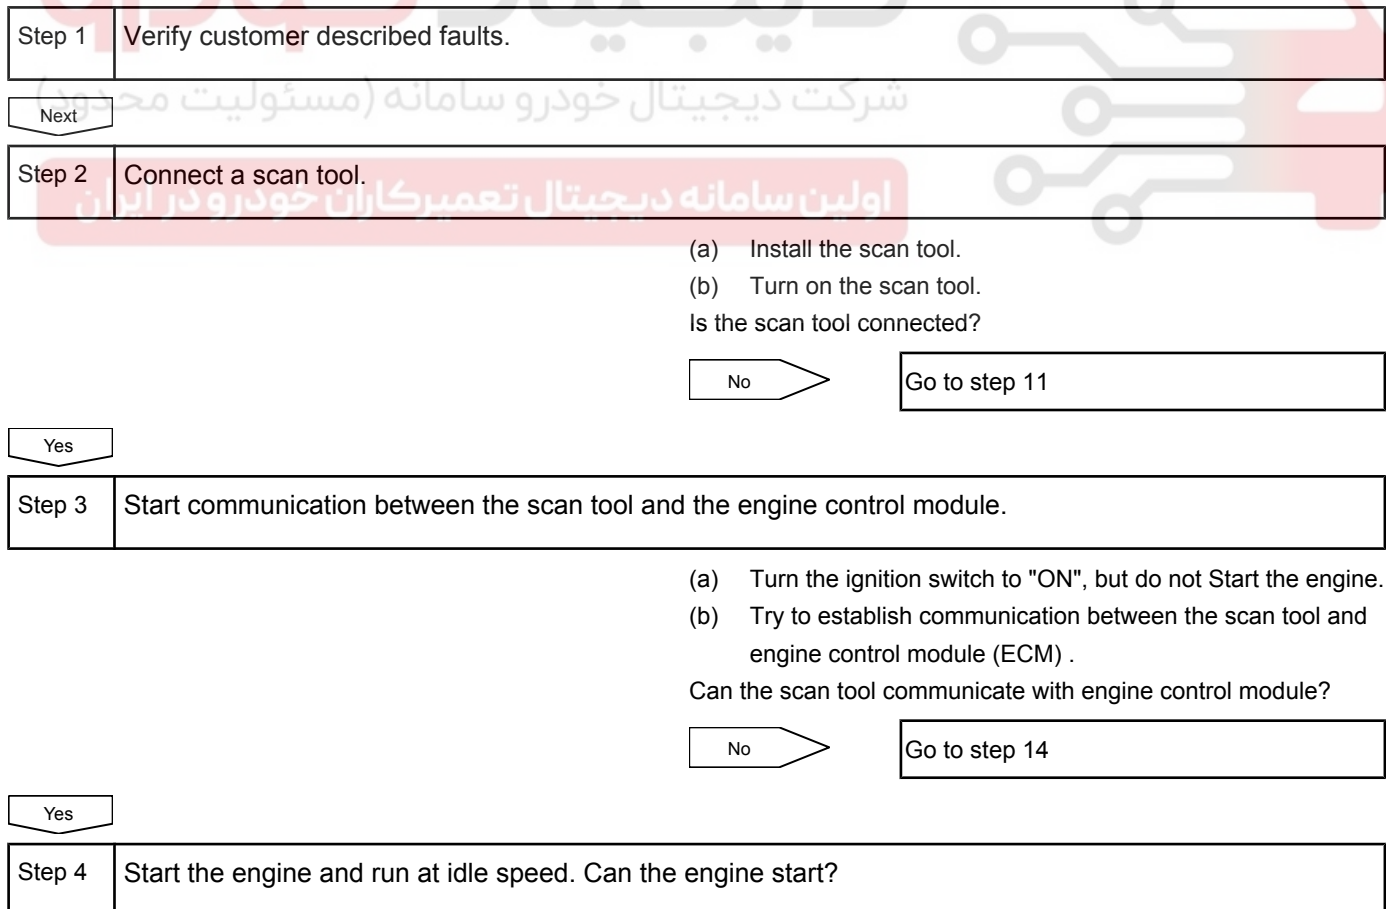 دیجیتال خودرو
Step 1 Verify customer described faults.
شرکت دیجیتال خودرو سامانه (مسئولیت محدود)
Next
Step 2 Connect a scan tool.
اولین سامانه دیجیتال تعمیرکاران خودرو در ایران
(a) Install the scan tool.
(b) Turn on the scan tool.
Is the scan tool connected?
No Go to step 11
Yes
Step 3 Start communication between the scan tool and the engine control module.
(a) Turn the ignition switch to "ON", but do not Start the engine.
(b) Try to establish communication between the scan tool and
engine control module (ECM) .
Can the scan tool communicate with engine control module?
No Go to step 14
Yes
Step 4 Start the engine and run at idle speed. Can the engine start?